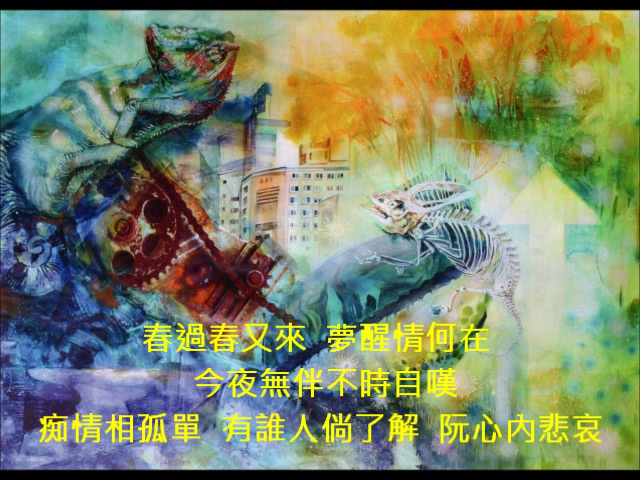 春過春又來 夢醒情何在
今夜無伴不時自嘆
痴情相孤單 有誰人倘了解 阮心內悲哀